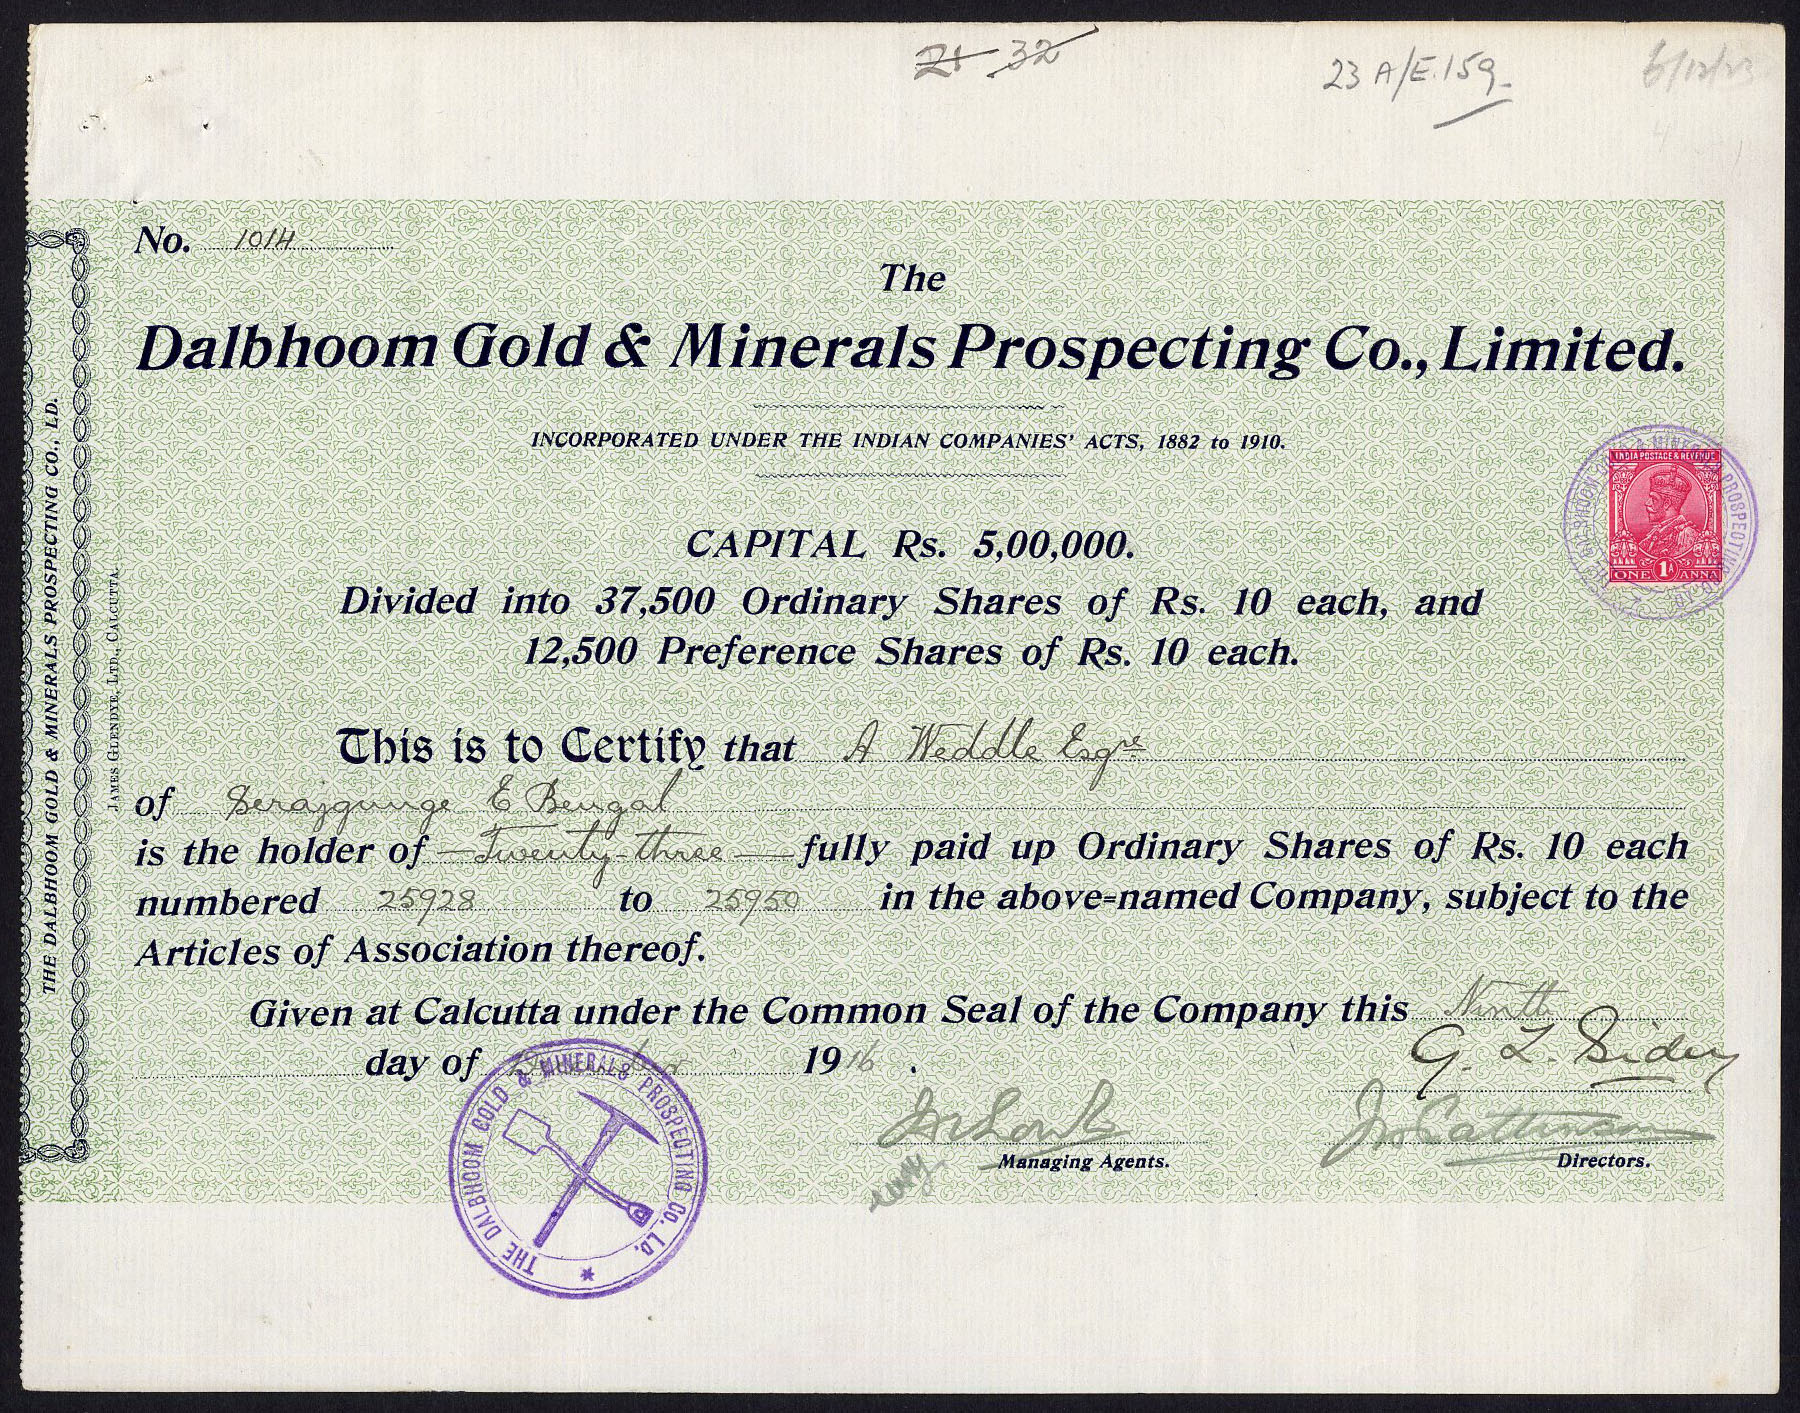 21 32
23 A/E.159.
6/12/23
No. 1014
The
Dalbhoom Gold & Minerals Prospecting Co., Limited.
INCORPORATED UNDER THE INDIAN COMPANIES' ACTS, 1882 to 1910.
INDIA POSTAGE & REVENUE
ONE 1A ANNA
CAPITAL Rs. 5,00,000.
Divided into 37,500 Ordinary Shares of Rs. 10 each, and
12,500 Preference Shares of Rs. 10 each.
This is to Certify that A Weddle Esqre
of Serajgunge E Bengal
is the holder of Twenty-three fully paid up Ordinary Shares of Rs. 10 each
numbered 25928 to 25950 in the above-named Company, subject to the
Articles of Association thereof.
Given at Calcutta under the Common Seal of the Company this Ninth
day of 1916.
G. L. Sidey
Managing Agents.
Directors.
THE DALBHOOM GOLD & MINERALS PROSPECTING CO., LD.
JAMES GLENDYE, LTD., CALCUTTA.
THE DALBHOOM GOLD & MINERALS PROSPECTING CO. LD.